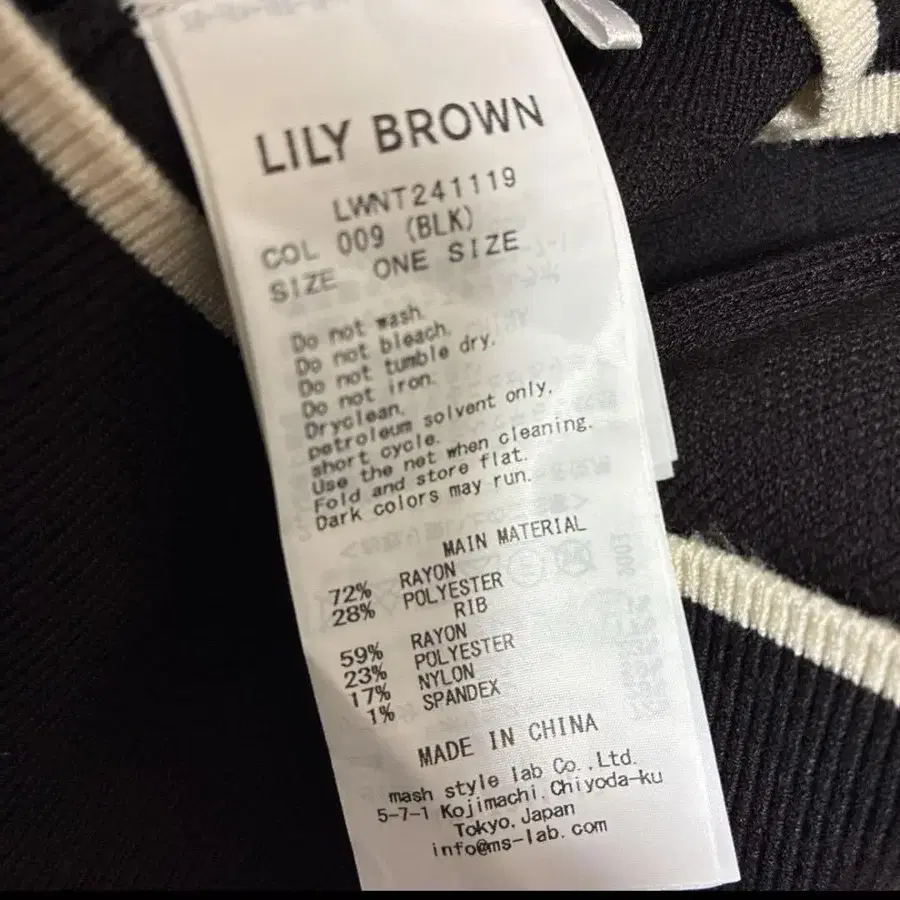 LILY BROWN
LWNT241119
COL 009 (BLK)
SIZE ONE SIZE
Do not wash.
Do not bleach.
Do not tumble dry.
Do not iron.
Dryclean.
petroleum solvent only.
short cycle.
Use the net when cleaning.
Fold and store flat.
Dark colors may run.
MAIN MATERIAL
72% RAYON
28% POLYESTER
RIB
59% RAYON
23% POLYESTER
17% NYLON
1% SPANDEX
MADE IN CHINA
mash style lab Co.,Ltd.
5-7-1 Kojimachi.Chiyoda-ku
Tokyo.Japan
info@ms-lab.com